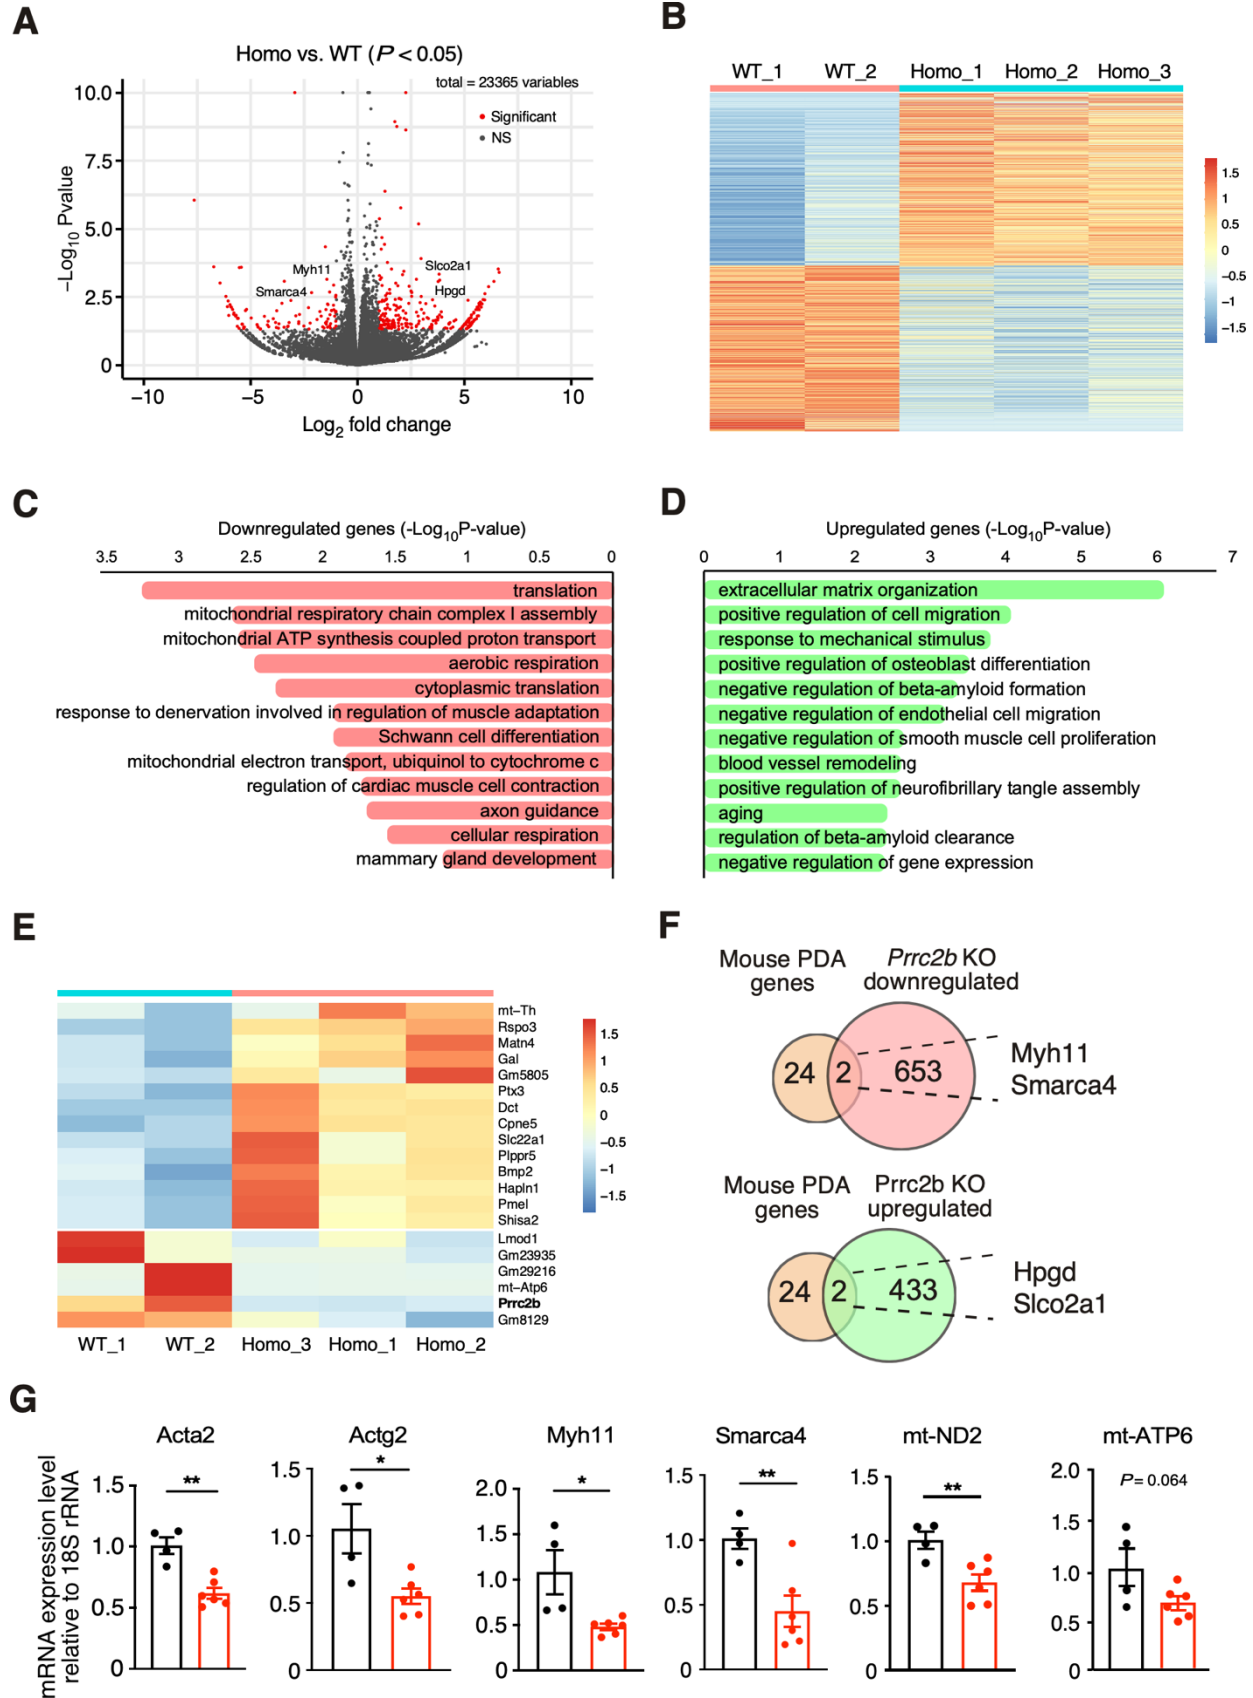 A
Homo vs. WT (P < 0.05)
total = 23365 variables
Significant
NS
10.0
7.5
5.0
2.5
0
−Log10 Pvalue
Myh11
Smarca4
Slco2a1
Hpgd
−10
−5
0
5
10
Log2 fold change
B
WT_1
WT_2
Homo_1
Homo_2
Homo_3
1.5
1
0.5
0
−0.5
−1
−1.5
C
Downregulated genes (-Log10P-value)
3.5
3
2.5
2
1.5
1
0.5
0
translation
mitochondrial respiratory chain complex I assembly
mitochondrial ATP synthesis coupled proton transport
aerobic respiration
cytoplasmic translation
response to denervation involved in regulation of muscle adaptation
Schwann cell differentiation
mitochondrial electron transport, ubiquinol to cytochrome c
regulation of cardiac muscle cell contraction
axon guidance
cellular respiration
mammary gland development
D
Upregulated genes (-Log10P-value)
0
1
2
3
4
5
6
7
extracellular matrix organization
positive regulation of cell migration
response to mechanical stimulus
positive regulation of osteoblast differentiation
negative regulation of beta-amyloid formation
negative regulation of endothelial cell migration
negative regulation of smooth muscle cell proliferation
blood vessel remodeling
positive regulation of neurofibrillary tangle assembly
aging
regulation of beta-amyloid clearance
negative regulation of gene expression
E
mt−Th
Rspo3
Matn4
Gal
Gm5805
Ptx3
Dct
Cpne5
Slc22a1
Plppr5
Bmp2
Hapln1
Pmel
Shisa2
Lmod1
Gm23935
Gm29216
mt−Atp6
Prrc2b
Gm8129
WT_1
WT_2
Homo_3
Homo_1
Homo_2
1.5
1
0.5
0
−0.5
−1
−1.5
F
Mouse PDA
genes
Prrc2b KO
downregulated
24
2
653
Myh11
Smarca4
Mouse PDA
genes
Prrc2b KO
upregulated
24
2
433
Hpgd
Slco2a1
G
mRNA expression level
relative to 18S rRNA
Acta2
**
1.5
1.0
0.5
0
Actg2
*
1.5
1.0
0.5
0
Myh11
*
2.0
1.5
1.0
0.5
0
Smarca4
**
1.5
1.0
0.5
0
mt-ND2
**
1.5
1.0
0.5
0
mt-ATP6
P = 0.064
2.0
1.5
1.0
0.5
0